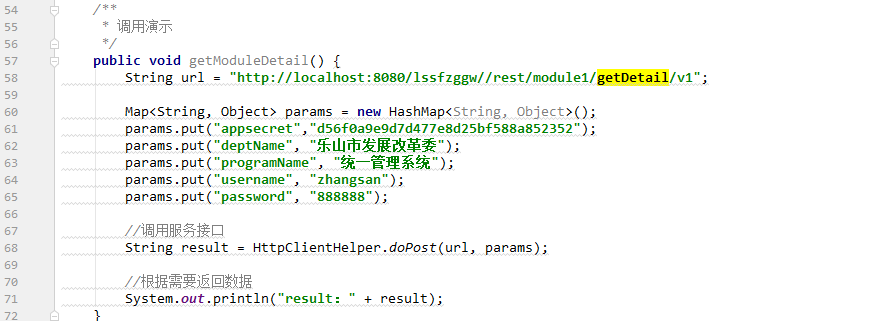 54 /**
55 * 调用演示
56 */
57 public void getModuleDetail() {
58 String url = "http://localhost:8080/lssfzggw//rest/module1/getDetail/v1";
59
60 Map<String, Object> params = new HashMap<String, Object>();
61 params.put("appsecret","d56f0a9e9d7d477e8d25bf588a852352");
62 params.put("deptName", "乐山市发展改革委");
63 params.put("programName", "统一管理系统");
64 params.put("username", "zhangsan");
65 params.put("password", "888888");
66
67 //调用服务接口
68 String result = HttpClientHelper.doPost(url, params);
69
70 //根据需要返回数据
71 System.out.println("result：" + result);
72 }